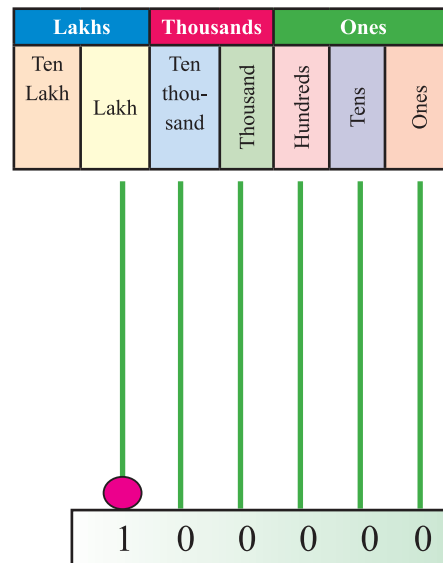 Lakhs Thousands Ones
Ten Lakh
Lakh
Ten thou-sand
Thousand
Hundreds
Tens
Ones
1 0 0 0 0 0